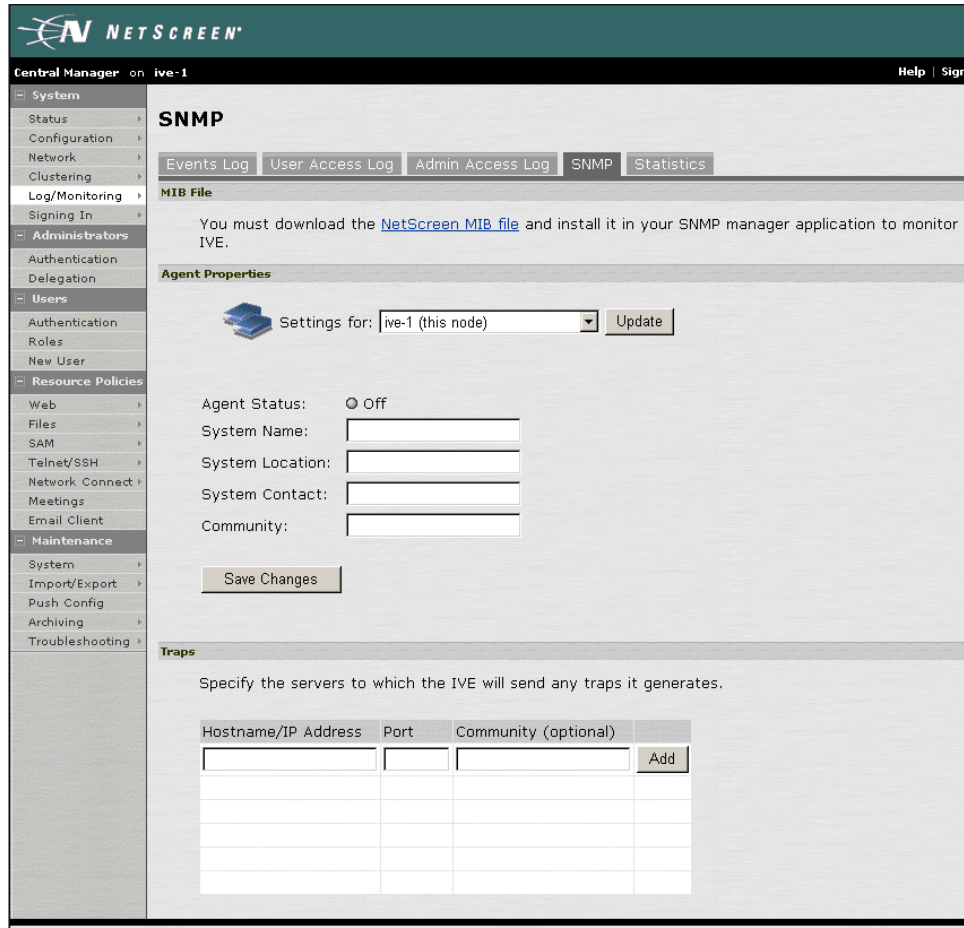 NETSCREEN
Central Manager on ive-1
Help | Sign
System
Status
Configuration
Network
Clustering
Log/Monitoring
Signing In
Administrators
Authentication
Delegation
Users
Authentication
Roles
New User
Resource Policies
Web
Files
SAM
Telnet/SSH
Network Connect
Meetings
Email Client
Maintenance
System
Import/Export
Push Config
Archiving
Troubleshooting
SNMP
Events Log User Access Log Admin Access Log SNMP Statistics
MIB File
You must download the NetScreen MIB file and install it in your SNMP manager application to monitor
IVE.
Agent Properties
Settings for: ive-1 (this node) Update
Agent Status: Off
System Name:
System Location:
System Contact:
Community:
Save Changes
Traps
Specify the servers to which the IVE will send any traps it generates.
Hostname/IP Address Port Community (optional)
Add